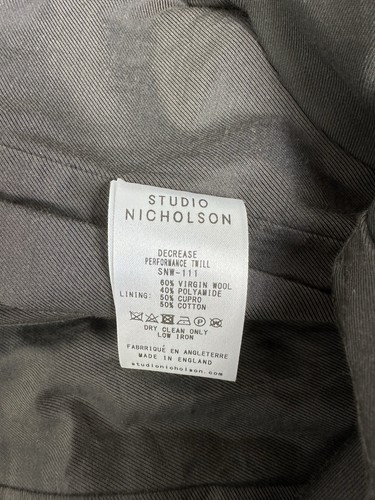 STUDIO
NICHOLSON
DECREASE
PERFORMANCE TWILL
SNW-111
60% VIRGIN WOOL
40% POLYAMIDE
LINING: 50% CUPRO
50% COTTON
P
DRY CLEAN ONLY
LOW IRON
FABRRIQUÉ EN ANGLETERRE
MADE IN ENGLAND
studionicholson.com